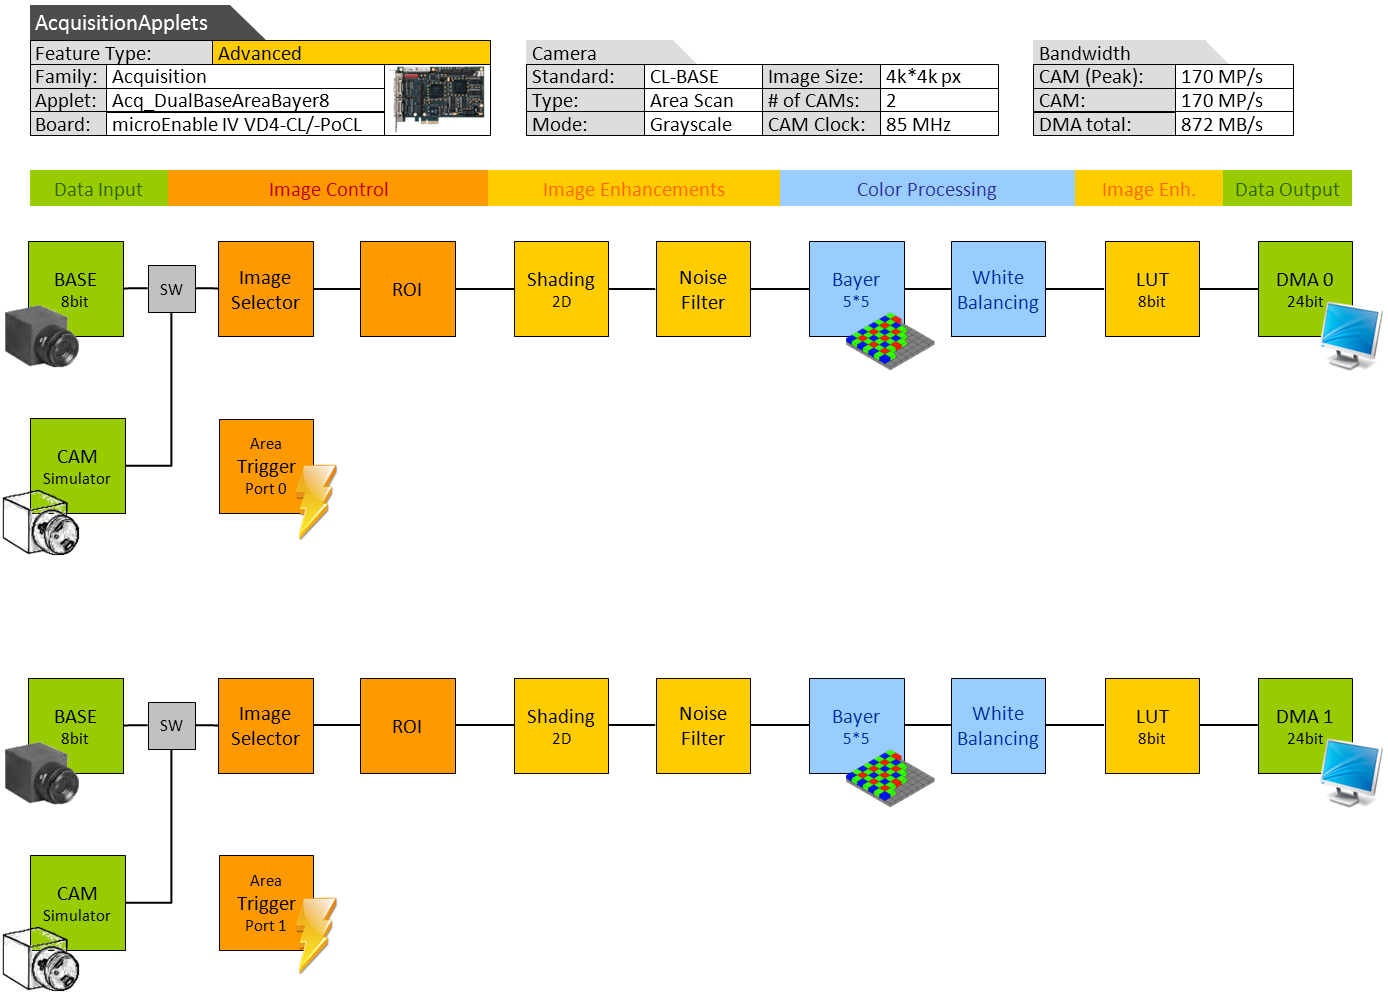 AcquisitionApplets
Feature Type: Advanced
Family: Acquisition
Applet: Acq_DualBaseAreaBayer8
Board: microEnable IV VD4-CL/-PoCL
Camera
Standard: CL-BASE Image Size: 4k*4k px
Type: Area Scan # of CAMs: 2
Mode: Grayscale CAM Clock: 85 MHz
Bandwidth
CAM (Peak): 170 MP/s
CAM: 170 MP/s
DMA total: 872 MB/s
Data Input Image Control Image Enhancements Color Processing Image Enh. Data Output
BASE
8bit
SW
Image
Selector
ROI
Shading
2D
Noise
Filter
Bayer
5*5
White
Balancing
LUT
8bit
DMA 0
24bit
CAM
Simulator
Area
Trigger
Port 0
BASE
8bit
SW
Image
Selector
ROI
Shading
2D
Noise
Filter
Bayer
5*5
White
Balancing
LUT
8bit
DMA 1
24bit
CAM
Simulator
Area
Trigger
Port 1